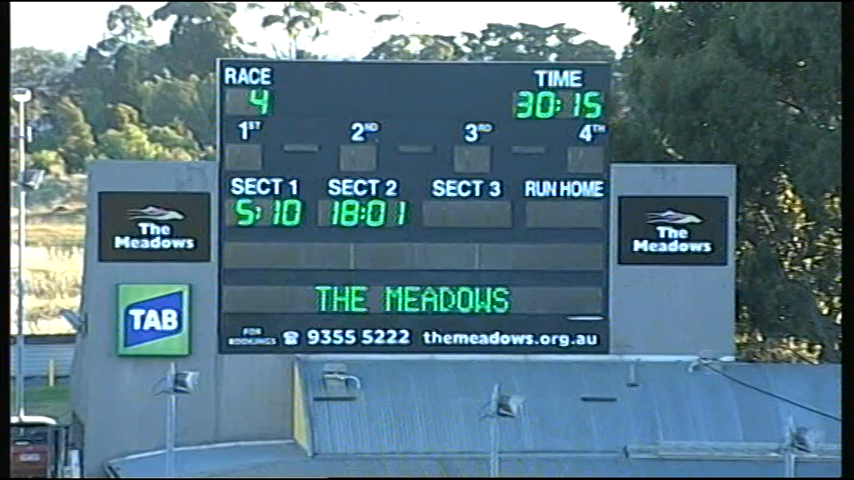 RACE TIME
4 30:15
1ST 2ND 3RD 4TH
SECT 1 SECT 2 SECT 3 RUN HOME
5:10 18:01
The Meadows
The Meadows
THE MEADOWS
TAB
FOR BOOKINGS ☎ 9355 5222 themeadows.org.au